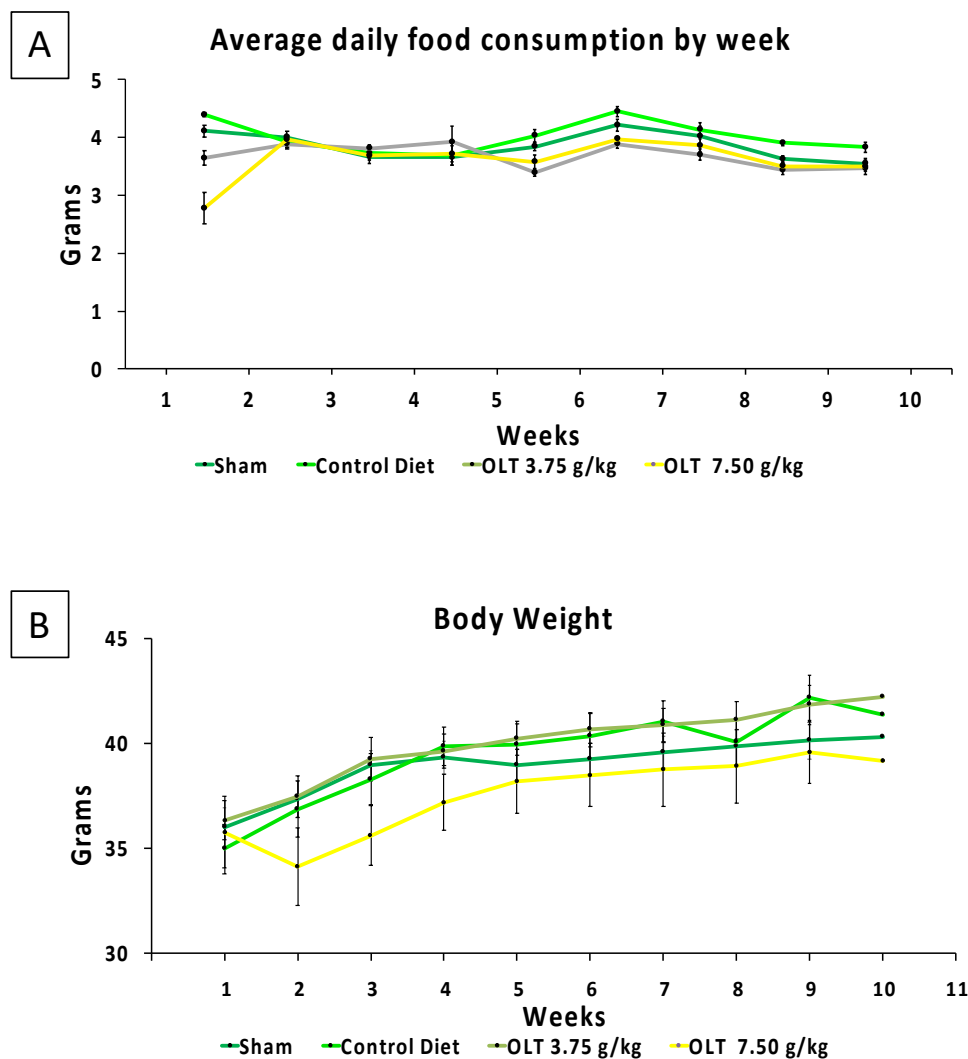 A
Average daily food consumption by week
5
4
3
2
1
0
Grams
1 2 3 4 5 6 7 8 9 10
Weeks
Sham Control Diet OLT 3.75 g/kg OLT 7.50 g/kg
B
Body Weight
45
40
35
30
Grams
1 2 3 4 5 6 7 8 9 10 11
Weeks
Sham Control Diet OLT 3.75 g/kg OLT 7.50 g/kg